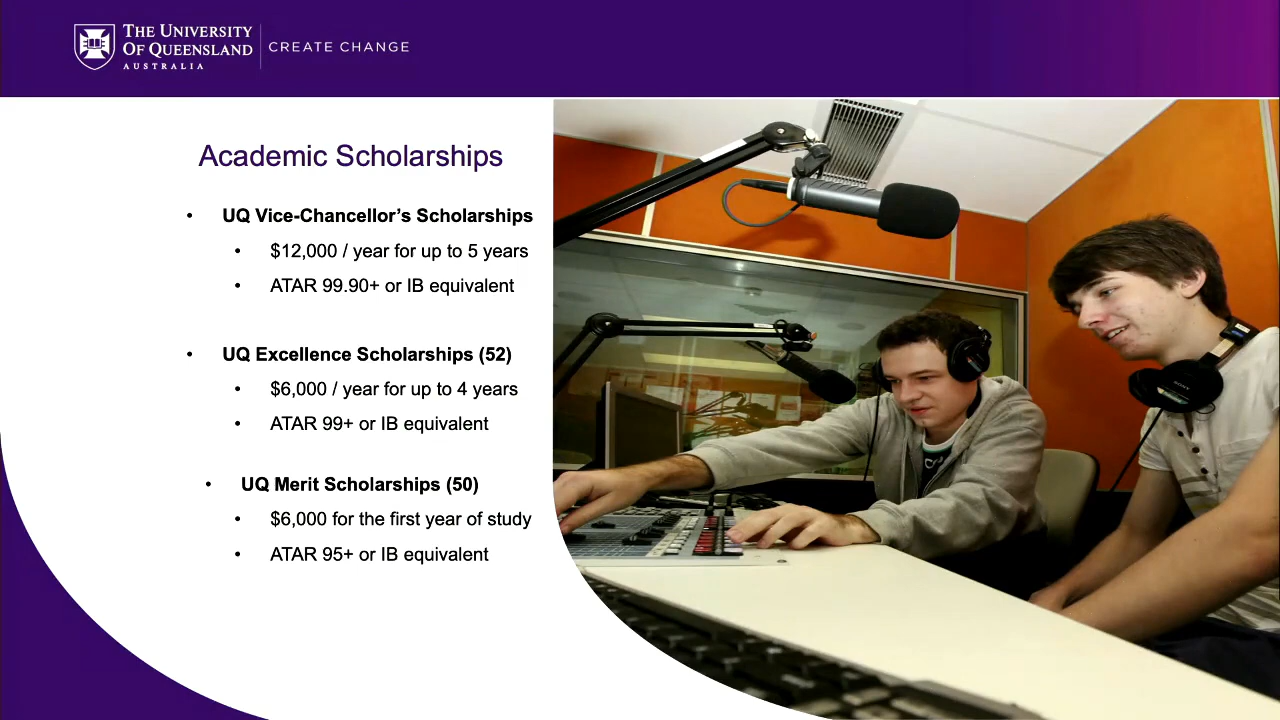 THE UNIVERSITY
OF QUEENSLAND
AUSTRALIA
CREATE CHANGE
Academic Scholarships
• UQ Vice-Chancellor’s Scholarships
• $12,000 / year for up to 5 years
• ATAR 99.90+ or IB equivalent
• UQ Excellence Scholarships (52)
• $6,000 / year for up to 4 years
• ATAR 99+ or IB equivalent
• UQ Merit Scholarships (50)
• $6,000 for the first year of study
• ATAR 95+ or IB equivalent
SONY